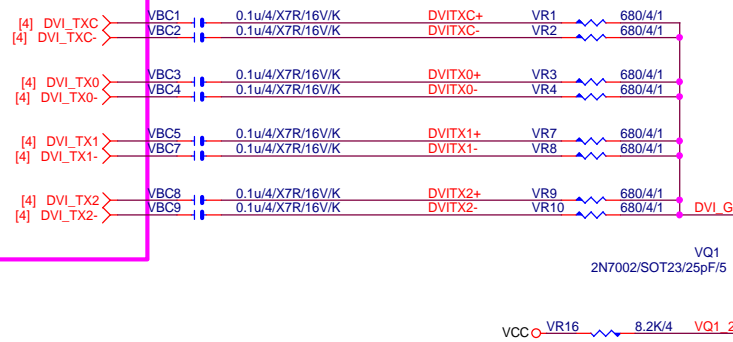 [4] DVI_TXC VBC1 0.1u/4/X7R/16V/K DVITXC+ VR1 680/4/1
[4] DVI_TXC- VBC2 0.1u/4/X7R/16V/K DVITXC- VR2 680/4/1
[4] DVI_TX0 VBC3 0.1u/4/X7R/16V/K DVITX0+ VR3 680/4/1
[4] DVI_TX0- VBC4 0.1u/4/X7R/16V/K DVITX0- VR4 680/4/1
[4] DVI_TX1 VBC5 0.1u/4/X7R/16V/K DVITX1+ VR7 680/4/1
[4] DVI_TX1- VBC7 0.1u/4/X7R/16V/K DVITX1- VR8 680/4/1
[4] DVI_TX2 VBC8 0.1u/4/X7R/16V/K DVITX2+ VR9 680/4/1
[4] DVI_TX2- VBC9 0.1u/4/X7R/16V/K DVITX2- VR10 680/4/1 DVI_G
VQ1
2N7002/SOT23/25pF/5
VCC VR16 8.2K/4 VQ1_2